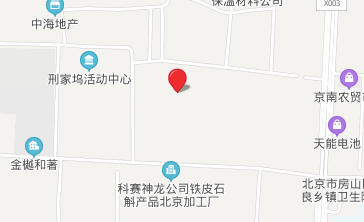 保温材料公司
X003
中海地产
刑家坞活动中心
京南农贸
天能电池
金樾和著
科赛神龙公司铁皮石
斛产品北京加工厂
北京市房山区
良乡镇卫生院